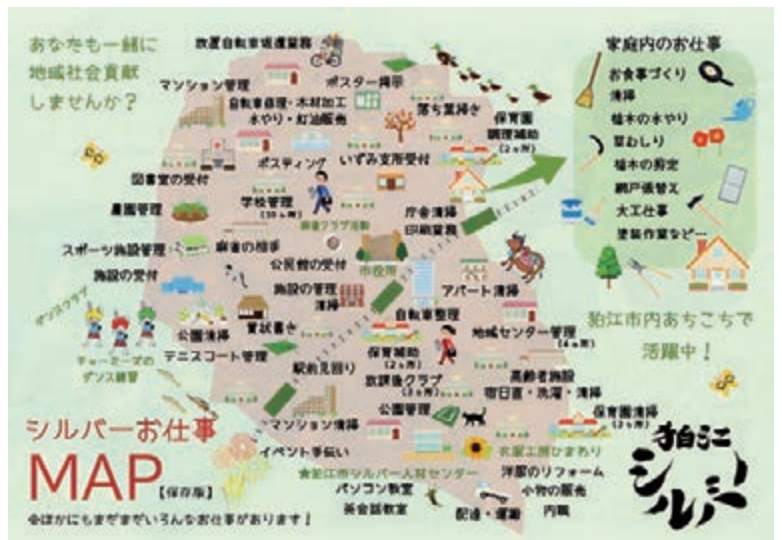 あなたも一緒に
地域社会貢献
しませんか？
放置自転車返還業務
マンション管理
ポスター掲示
自転車修理・木材加工
水やり・灯油販売
落ち葉掃き
保育園
調理補助
(2ヵ所)
ポスティング
いずみ支所受付
図書室の受付
学校管理
(10ヵ所)
農園管理
麻雀クラブ活動
庁舎清掃
印刷業務
スポーツ施設管理
麻雀の相手
公民館の受付
市役所
施設の受付
施設の管理
清掃
アパート清掃
ダンスクラブ
賀状書き
自転車整理
公園清掃
地域センター管理
(4ヵ所)
テニスコート管理
駅前見回り
保育補助
(2ヵ所)
チャーミーズの
ダンス練習
放課後クラブ
(3ヵ所)
高齢者施設
宿日直・洗濯・清掃
公園管理
保育園清掃
(2ヵ所)
マンション清掃
イベント手伝い
衣服工房ひまわり
★狛江市シルバー人材センター
洋服のリフォーム
パソコン教室
小物の販売
英会話教室
配達・運搬
内職
家庭内のお仕事
お食事づくり
清掃
植木の水やり
草むしり
植木の剪定
網戸張替え
大工仕事
塗装作業など…
狛江市内あちこちで
活躍中！
シルバーお仕事
MAP
【保存版】
※ほかにもまだまだいろんなお仕事があります！
狛江
シルバー